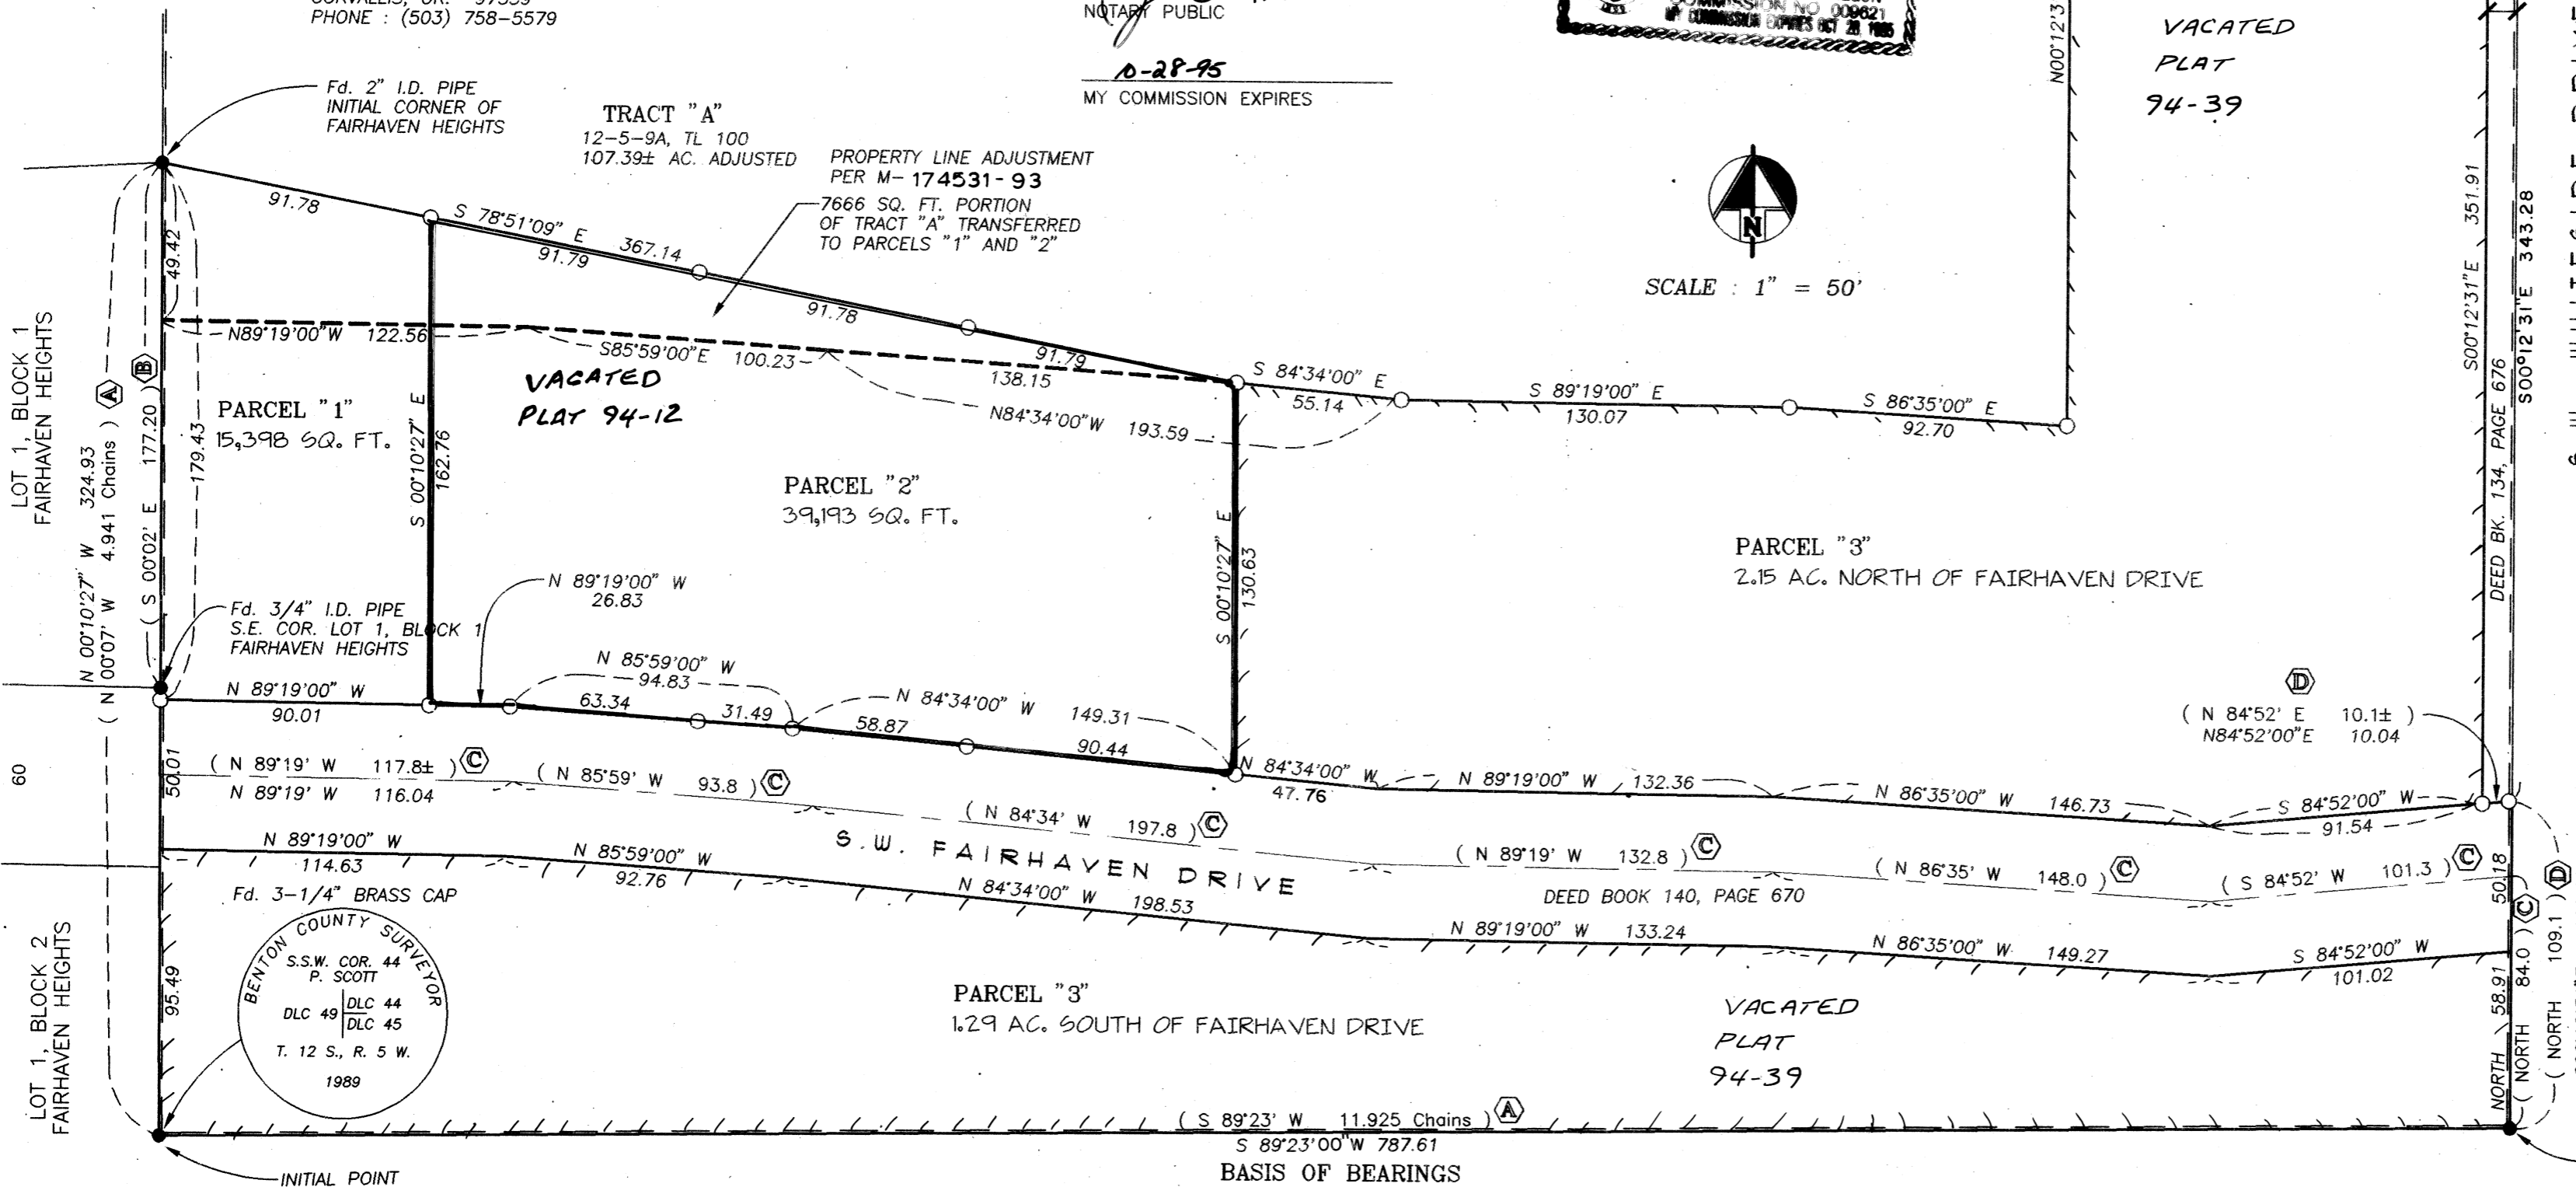 PHONE : (503) 758-5579
NOTARY PUBLIC
COMMISSION NO. 009621
MY COMMISSION EXPIRES OCT 28, 1995
10-28-95
MY COMMISSION EXPIRES
Fd. 2" I.D. PIPE
INITIAL CORNER OF
FAIRHAVEN HEIGHTS
TRACT "A"
12-5-9A, TL 100
107.39± AC. ADJUSTED
PROPERTY LINE ADJUSTMENT
PER M- 174531-93
7666 SQ. FT. PORTION
OF TRACT "A" TRANSFERRED
TO PARCELS "1" AND "2"
N
SCALE : 1" = 50'
N00°12'3
VACATED
PLAT
94-39
S00°12'31"E 351.91
S00°12'31"E 343.28
DEED BK. 134, PAGE 676
91.78
S 78°51'09" E 367.14
91.79
91.78
91.79
49.42
N89°19'00"W 122.56
S85°59'00"E 100.23
138.15
N84°34'00"W 193.59
S 84°34'00" E
55.14
S 89°19'00" E
130.07
S 86°35'00" E
92.70
LOT 1, BLOCK 1
FAIRHAVEN HEIGHTS
N 00°10'27" W 324.93
( N 00°07' W 4.941 Chains ) A
( S 00°02' E 177.20 ) B
179.43
PARCEL "1"
15,398 SQ. FT.
S 00°10'27" E
162.76
VACATED
PLAT 94-12
PARCEL "2"
39,193 SQ. FT.
S 00°10'27" E
130.63
PARCEL "3"
2.15 AC. NORTH OF FAIRHAVEN DRIVE
Fd. 3/4" I.D. PIPE
S.E. COR. LOT 1, BLOCK 1
FAIRHAVEN HEIGHTS
N 89°19'00" W
26.83
N 85°59'00" W
94.83
N 89°19'00" W
90.01
63.34
31.49
N 84°34'00" W 149.31
58.87
90.44
N 84°34'00" W
47.76
N 89°19'00" W 132.36
N 86°35'00" W 146.73
S 84°52'00" W
91.54
D
( N 84°52' E 10.1± )
N84°52'00"E 10.04
60
50.01
( N 89°19' W 117.8± ) C
N 89°19' W 116.04
( N 85°59' W 93.8 ) C
( N 84°34' W 197.8 ) C
S.W. FAIRHAVEN DRIVE
( N 89°19' W 132.8 ) C
( N 86°35' W 148.0 ) C
( S 84°52' W 101.3 ) C
DEED BOOK 140, PAGE 670
N 89°19'00" W
114.63
N 85°59'00" W
92.76
N 84°34'00" W 198.53
N 89°19'00" W 133.24
N 86°35'00" W 149.27
S 84°52'00" W
101.02
50.18
NORTH 58.91
( NORTH 84.0 ) C
( NORTH 109.1 ) D
LOT 1, BLOCK 2
FAIRHAVEN HEIGHTS
95.49
Fd. 3-1/4" BRASS CAP
BENTON COUNTY SURVEYOR
S.S.W. COR. 44
P. SCOTT
DLC 49 DLC 44
DLC 45
T. 12 S., R. 5 W.
1989
PARCEL "3"
1.29 AC. SOUTH OF FAIRHAVEN DRIVE
VACATED
PLAT
94-39
( S 89°23' W 11.925 Chains ) A
S 89°23'00"W 787.61
BASIS OF BEARINGS
INITIAL POINT